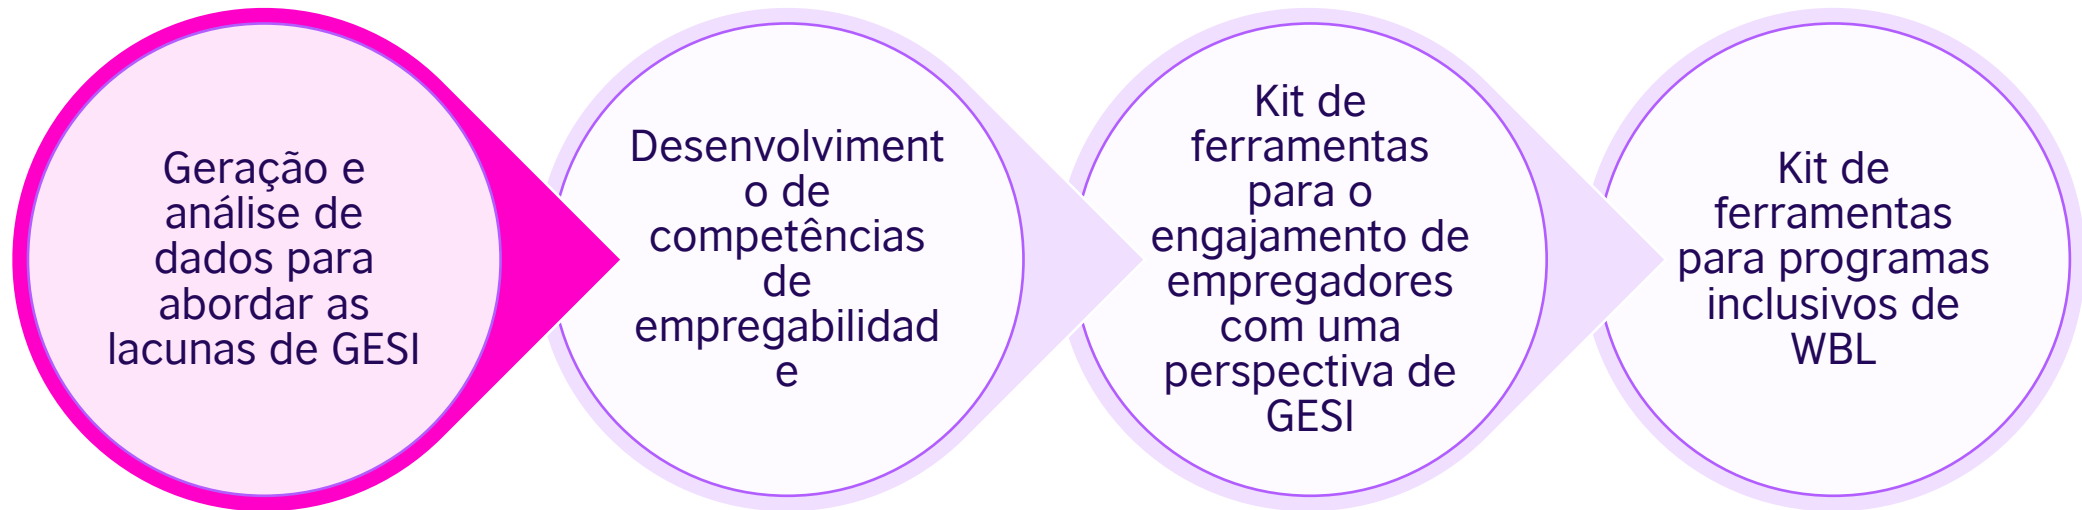 Geração e
análise de
dados para
abordar as
lacunas de GESI
Desenvolviment
o de
competências
de
empregabilidad
e
Kit de
ferramentas
para o
engajamento de
empregadores
com uma
perspectiva de
GESI
Kit de
ferramentas
para programas
inclusivos de
WBL